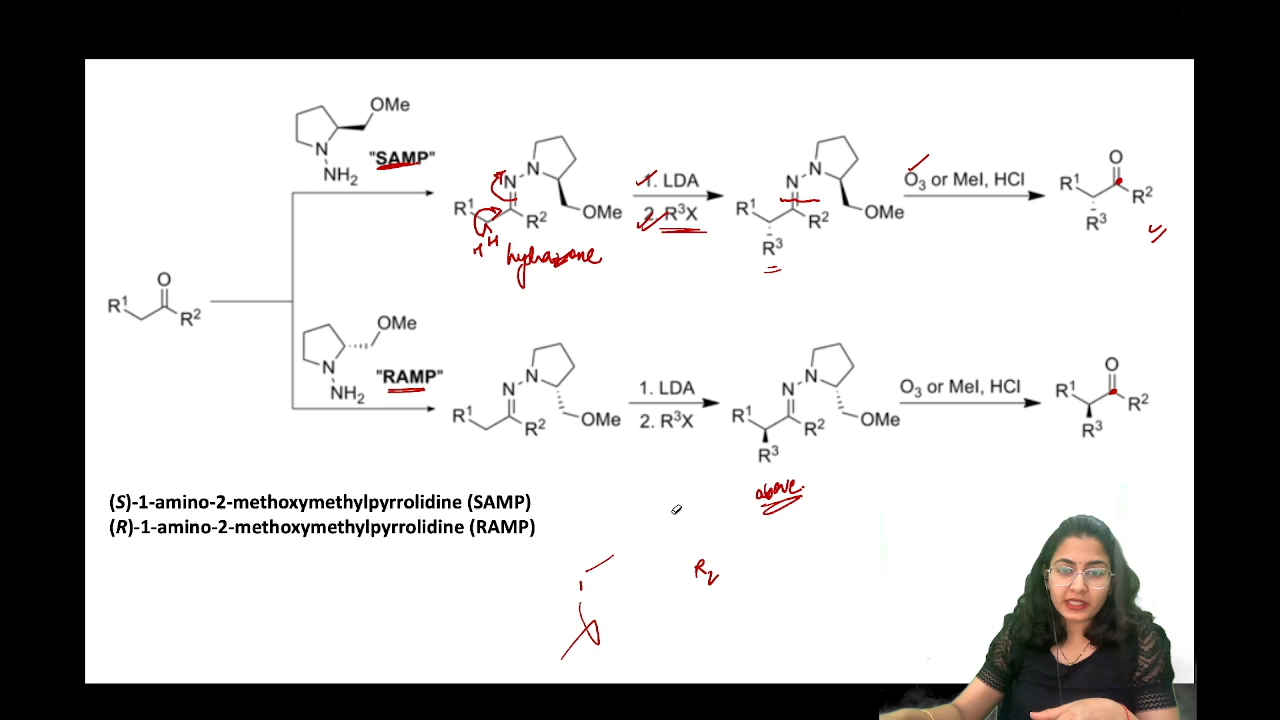 OMe
N
NH₂
"SAMP"
R¹
N
N
R²
OMe
H
H
hydrazone
1. LDA
2. R³X
R¹
N
N
R²
R³
OMe
O₃ or MeI, HCl
O
R¹
R²
R³
O
R¹
R²
OMe
N
NH₂
"RAMP"
R¹
N
N
R²
OMe
1. LDA
2. R³X
R¹
N
N
R²
R³
OMe
above
O₃ or MeI, HCl
O
R¹
R²
R³
(S)-1-amino-2-methoxymethylpyrrolidine (SAMP)
(R)-1-amino-2-methoxymethylpyrrolidine (RAMP)
R₂